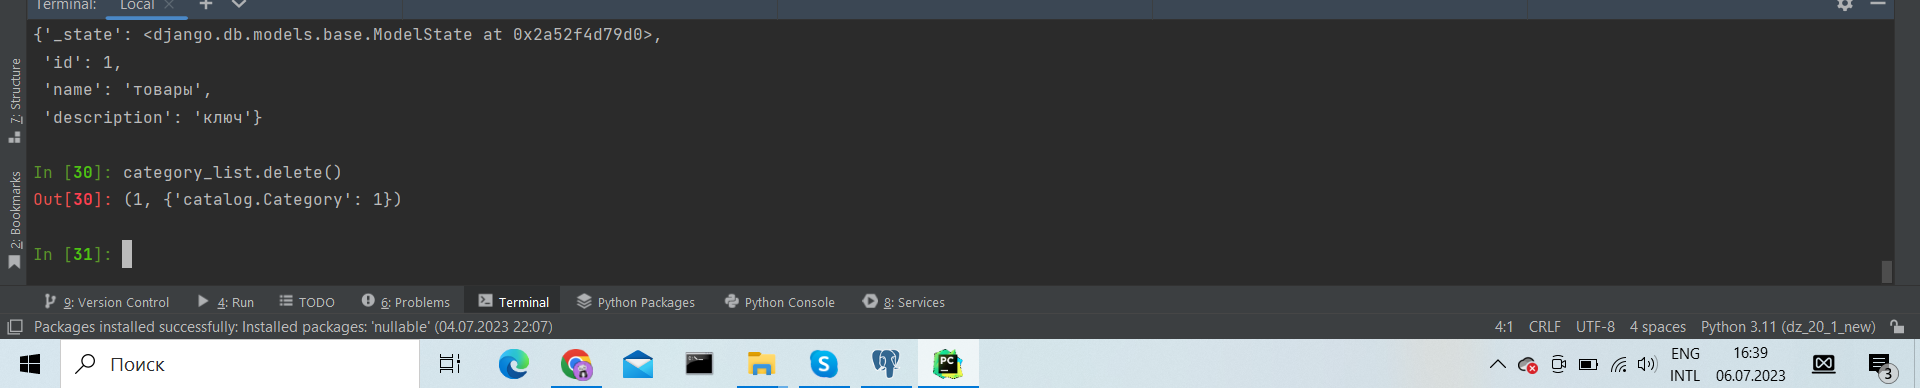 Terminal: Local
{'_state': <django.db.models.base.ModelState at 0x2a52f4d79d0>,
'id': 1,
'name': 'товары',
'description': 'ключ'}
In [30]: category_list.delete()
Out[30]: (1, {'catalog.Category': 1})
In [31]:
7: Structure
2: Bookmarks
9: Version Control 4: Run TODO 6: Problems Terminal Python Packages Python Console 8: Services
Packages installed successfully: Installed packages: 'nullable' (04.07.2023 22:07) 4:1 CRLF UTF-8 4 spaces Python 3.11 (dz_20_1_new)
Поиск
PC
ENG
INTL
16:39
06.07.2023
3